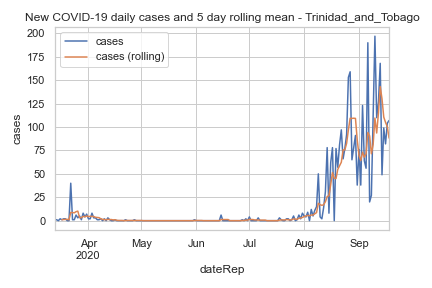 New COVID-19 daily cases and 5 day rolling mean - Trinidad_and_Tobago
cases
cases (rolling)
200
175
150
125
100
75
50
25
0
cases
Apr
2020
May
Jun
Jul
Aug
Sep
dateRep